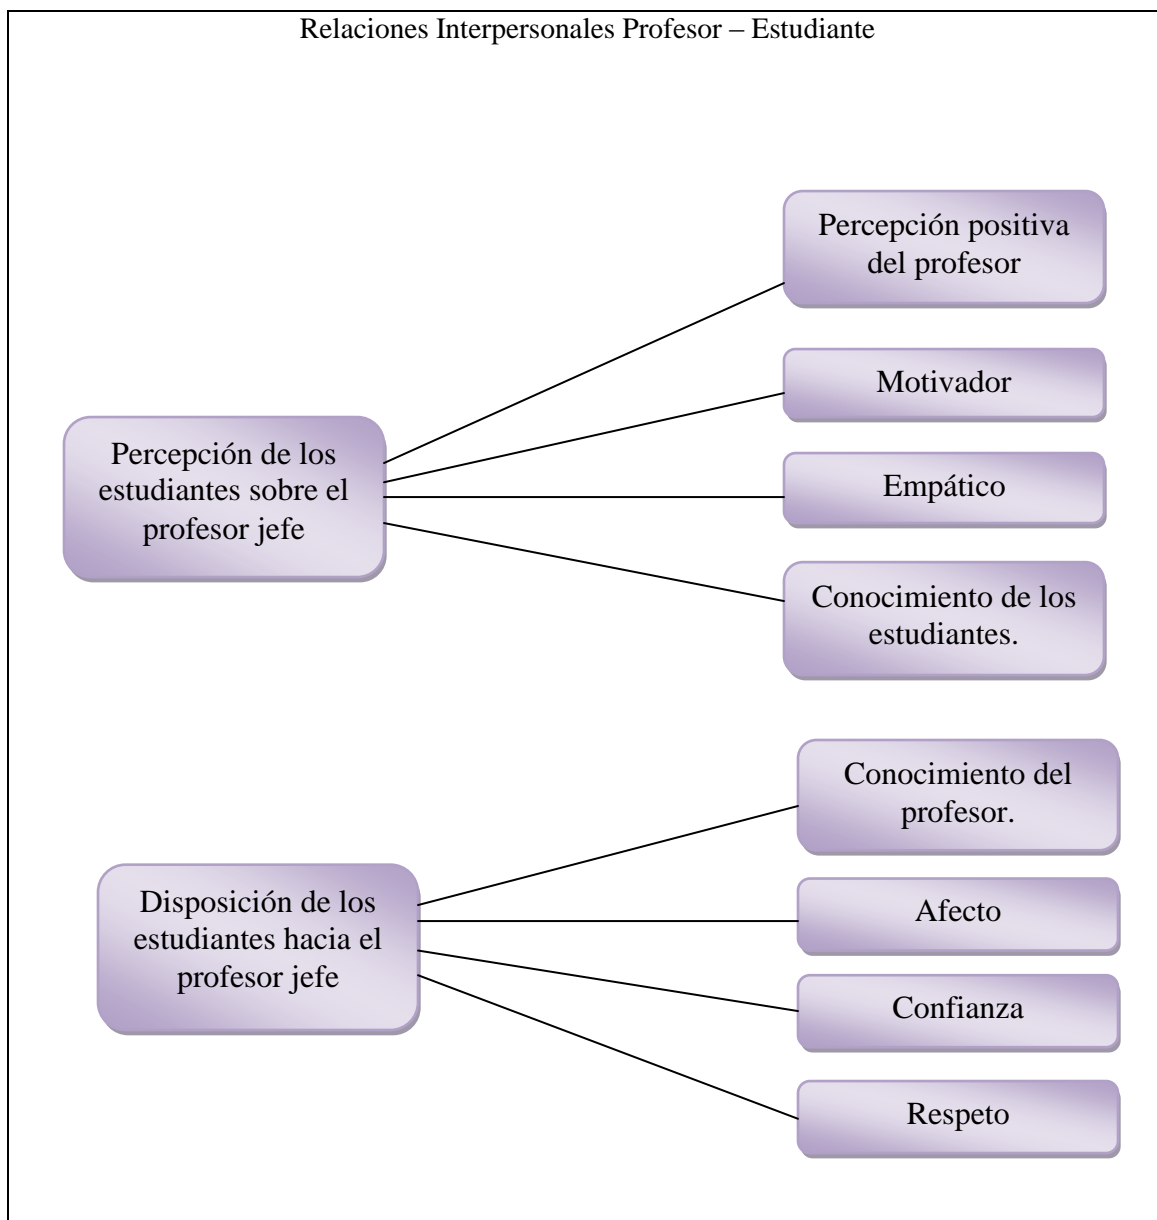 Relaciones Interpersonales Profesor – Estudiante
Percepción de los
estudiantes sobre el
profesor jefe
Percepción positiva
del profesor
Motivador
Empático
Conocimiento de los
estudiantes.
Disposición de los
estudiantes hacia el
profesor jefe
Conocimiento del
profesor.
Afecto
Confianza
Respeto